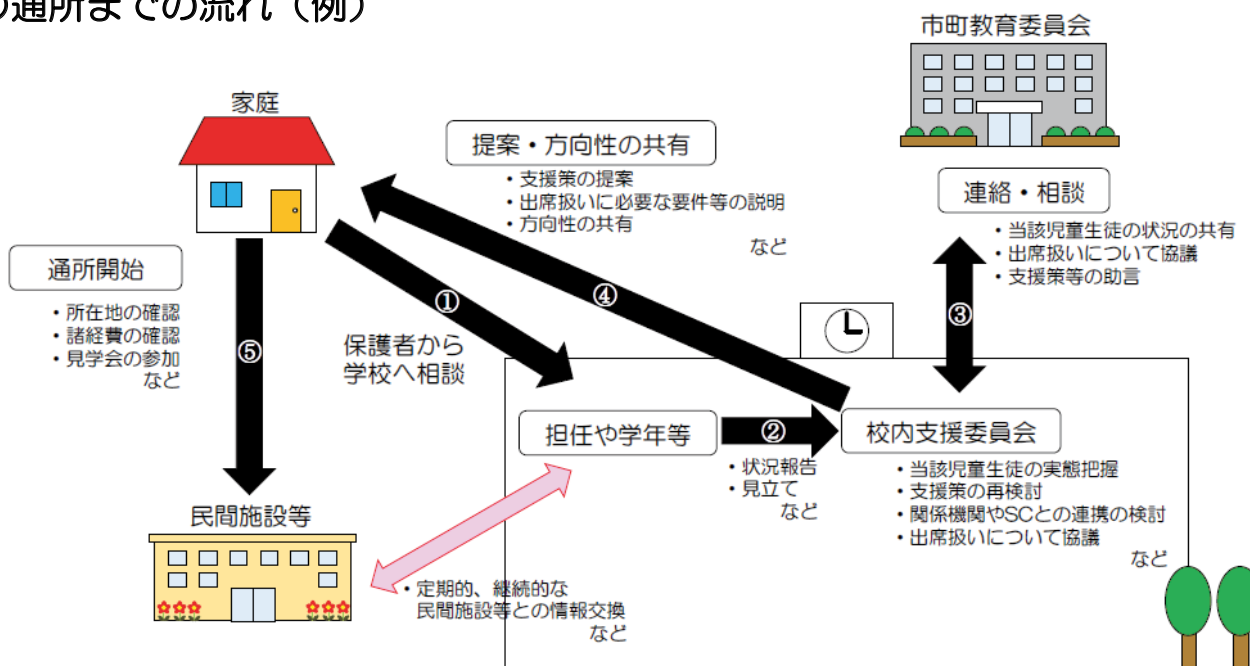 の通所までの流れ（例）
市町教育委員会
家庭
提案・方向性の共有
・支援策の提案
・出席扱いに必要な要件等の説明
・方向性の共有
など
連絡・相談
・当該児童生徒の状況の共有
・出席扱いについて協議
・支援策等の助言
通所開始
・所在地の確認
・諸経費の確認
・見学会の参加
など
①
④
③
⑤
保護者から
学校へ相談
担任や学年等
②
・状況報告
・見立て
など
校内支援委員会
・当該児童生徒の実態把握
・支援策の再検討
・関係機関やSCとの連携の検討
・出席扱いについて協議
など
民間施設等
・定期的、継続的な
民間施設等との情報交換
など